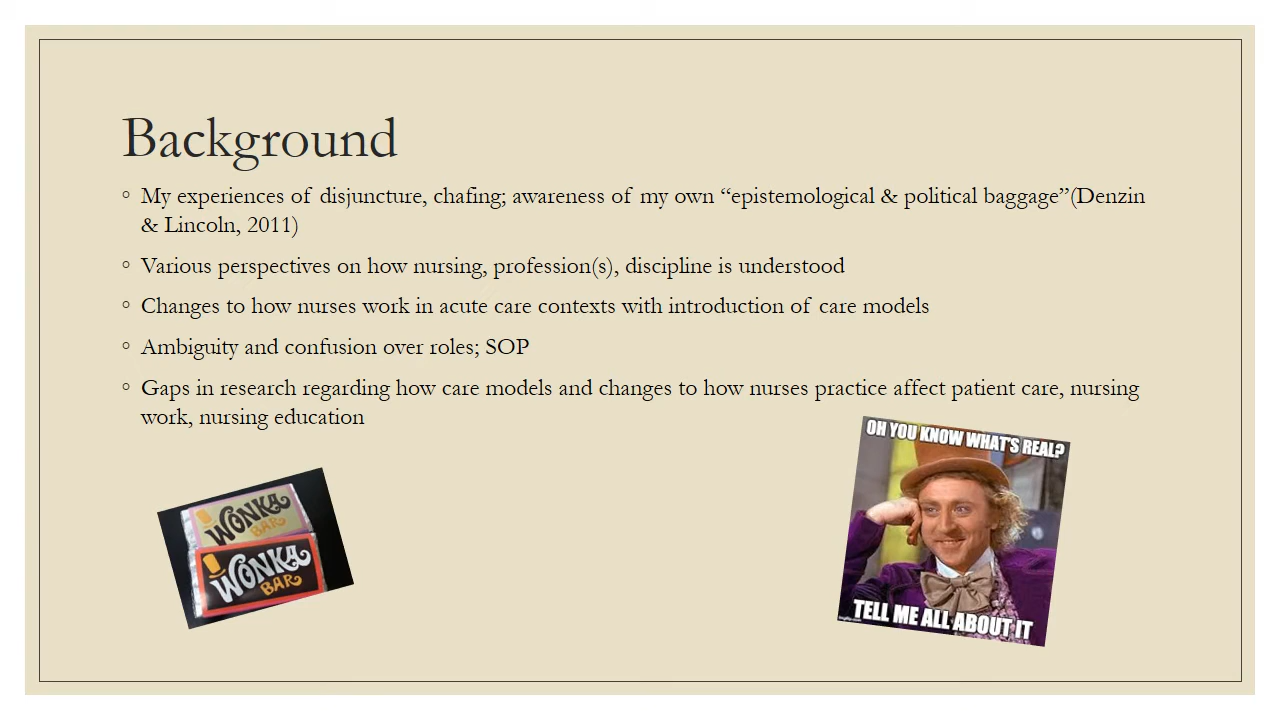 Background
◦ My experiences of disjuncture, chafing; awareness of my own “epistemological & political baggage”(Denzin
& Lincoln, 2011)
◦ Various perspectives on how nursing, profession(s), discipline is understood
◦ Changes to how nurses work in acute care contexts with introduction of care models
◦ Ambiguity and confusion over roles; SOP
◦ Gaps in research regarding how care models and changes to how nurses practice affect patient care, nursing
work, nursing education
OH YOU KNOW WHAT'S REAL?
WONKA
BAR
WONKA
BAR
TELL ME ALL ABOUT IT